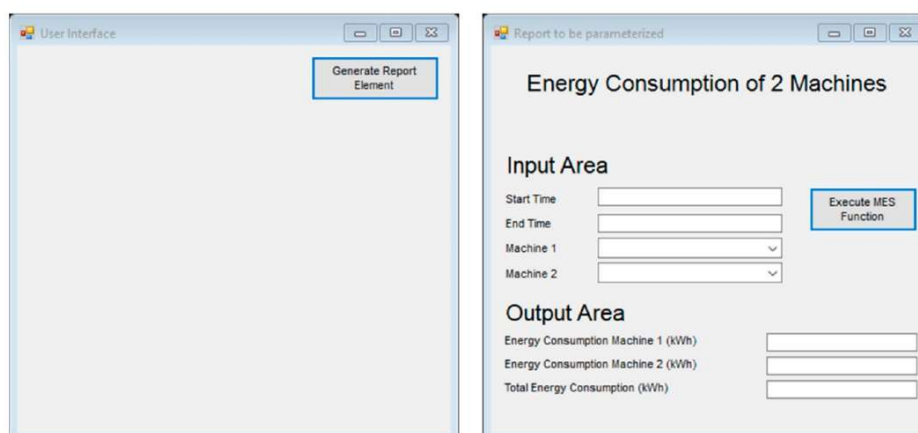 User Interface
Generate Report
Element
Report to be parameterized
Energy Consumption of 2 Machines
Input Area
Start Time
Execute MES
Function
End Time
Machine 1
Machine 2
Output Area
Energy Consumption Machine 1 (kWh)
Energy Consumption Machine 2 (kWh)
Total Energy Consumption (kWh)